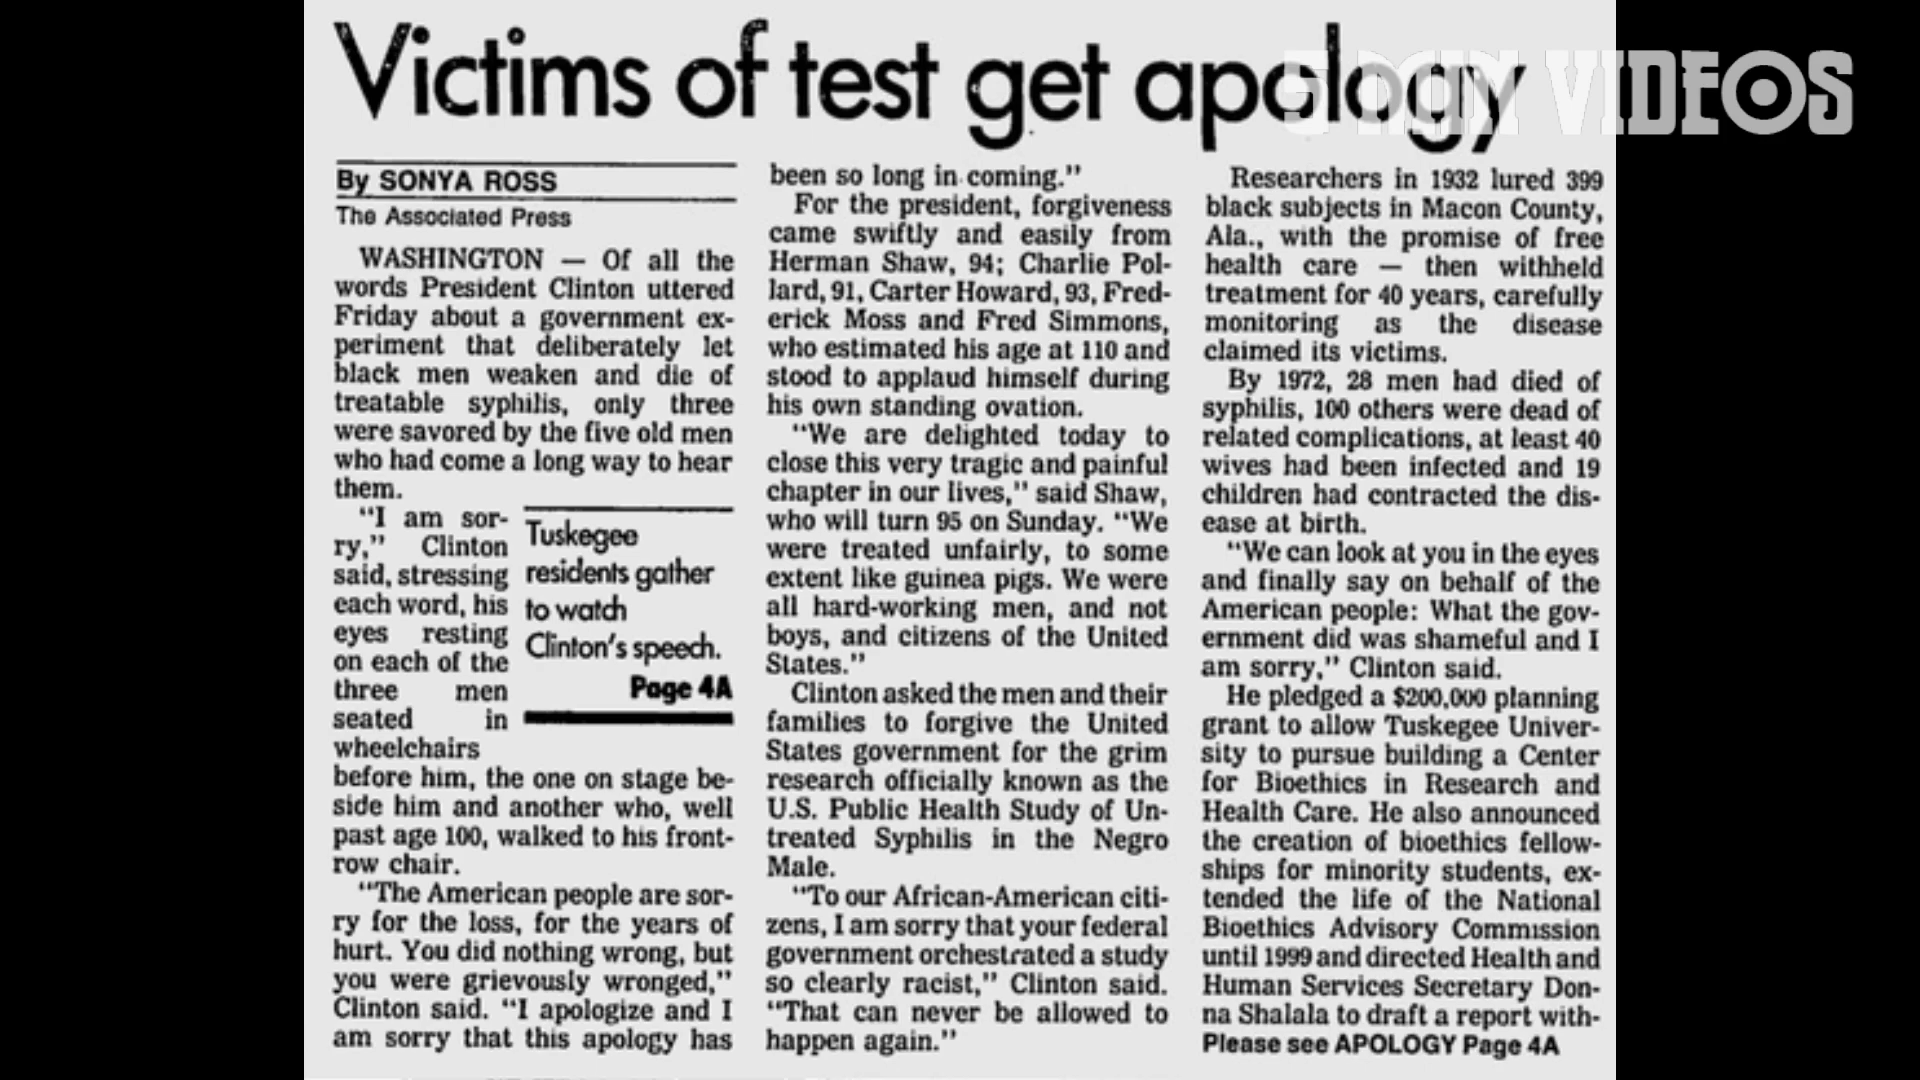 Victims of test get apology
5 MIN VIDEOS
By SONYA ROSS
The Associated Press
WASHINGTON — Of all the
words President Clinton uttered
Friday about a government ex-
periment that deliberately let
black men weaken and die of
treatable syphilis, only three
were savored by the five old men
who had come a long way to hear
them.
"I am sor-
ry," Clinton
said, stressing
each word, his
eyes resting
on each of the
three men
seated in
wheelchairs
before him, the one on stage be-
side him and another who, well
past age 100, walked to his front-
row chair.
"The American people are sor-
ry for the loss, for the years of
hurt. You did nothing wrong, but
you were grievously wronged,"
Clinton said. "I apologize and I
am sorry that this apology has
Tuskegee
residents gather
to watch
Clinton's speech.
Page 4A
been so long in coming."
For the president, forgiveness
came swiftly and easily from
Herman Shaw, 94; Charlie Pol-
lard, 91, Carter Howard, 93, Fred-
erick Moss and Fred Simmons,
who estimated his age at 110 and
stood to applaud himself during
his own standing ovation.
"We are delighted today to
close this very tragic and painful
chapter in our lives," said Shaw,
who will turn 95 on Sunday. "We
were treated unfairly, to some
extent like guinea pigs. We were
all hard-working men, and not
boys, and citizens of the United
States."
Clinton asked the men and their
families to forgive the United
States government for the grim
research officially known as the
U.S. Public Health Study of Un-
treated Syphilis in the Negro
Male.
"To our African-American citi-
zens, I am sorry that your federal
government orchestrated a study
so clearly racist," Clinton said.
"That can never be allowed to
happen again."
Researchers in 1932 lured 399
black subjects in Macon County,
Ala., with the promise of free
health care — then withheld
treatment for 40 years, carefully
monitoring as the disease
claimed its victims.
By 1972, 28 men had died of
syphilis, 100 others were dead of
related complications, at least 40
wives had been infected and 19
children had contracted the dis-
ease at birth.
"We can look at you in the eyes
and finally say on behalf of the
American people: What the gov-
ernment did was shameful and I
am sorry," Clinton said.
He pledged a $200,000 planning
grant to allow Tuskegee Univer-
sity to pursue building a Center
for Bioethics in Research and
Health Care. He also announced
the creation of bioethics fellow-
ships for minority students, ex-
tended the life of the National
Bioethics Advisory Commission
until 1999 and directed Health and
Human Services Secretary Don-
na Shalala to draft a report with-
Please see APOLOGY Page 4A